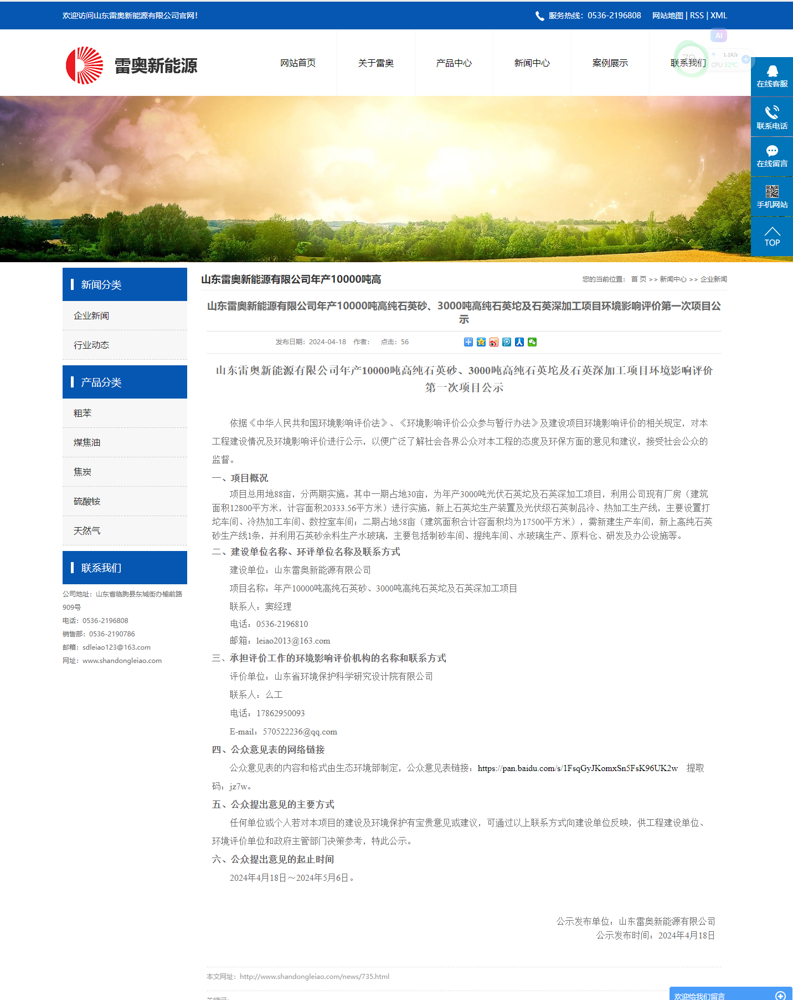 欢迎访问山东雷奥新能源有限公司官网！
服务热线：0536-2196808 网站地图 | RSS | XML
雷奥新能源
网站首页
关于雷奥
产品中心
新闻中心
案例展示
联系我们
AI
1.1K/s
CPU 52℃
在线客服
联系电话
在线留言
手机网站
TOP
新闻分类
企业新闻
行业动态
产品分类
粗苯
煤焦油
焦炭
硫酸铵
天然气
联系我们
公司地址：山东省临朐县东城街办榆前路
909号
电话：0536-2196808
销售部：0536-2190786
邮箱：sdleiao123@163.com
网址：www.shandongleiao.com
山东雷奥新能源有限公司年产10000吨高
您的当前位置： 首 页 >> 新闻中心 >> 企业新闻
山东雷奥新能源有限公司年产10000吨高纯石英砂、3000吨高纯石英坨及石英深加工项目环境影响评价第一次项目公
示
发布日期：2024-04-18 作者： 点击：56
山东雷奥新能源有限公司年产10000吨高纯石英砂、3000吨高纯石英坨及石英深加工项目环境影响评价
第一次项目公示
依据《中华人民共和国环境影响评价法》、《环境影响评价公众参与暂行办法》及建设项目环境影响评价的相关规定，对本
工程建设情况及环境影响评价进行公示，以便广泛了解社会各界公众对本工程的态度及环保方面的意见和建议，接受社会公众的
监督。
一、项目概况
项目总用地88亩，分两期实施。其中一期占地30亩，为年产3000吨光伏石英坨及石英深加工项目，利用公司现有厂房（建筑
面积12800平方米，计容面积20333.56平方米）进行实施，新上石英坨生产装置及光伏级石英制品冷、热加工生产线，主要设置打
坨车间、冷热加工车间、数控室车间；二期占地58亩（建筑面积合计容面积均为17500平方米），需新建生产车间，新上高纯石英
砂生产线1条，并利用石英砂余料生产水玻璃，主要包括制砂车间、提纯车间、水玻璃生产、原料仓、研发及办公设施等。
二、建设单位名称、环评单位名称及联系方式
建设单位：山东雷奥新能源有限公司
项目名称：年产10000吨高纯石英砂、3000吨高纯石英坨及石英深加工项目
联系人：窦经理
电话：0536-2196810
邮箱：leiao2013@163.com
三、承担评价工作的环境影响评价机构的名称和联系方式
评价单位：山东省环境保护科学研究设计院有限公司
联系人：么工
电话：17862950093
E-mail：570522236@qq.com
四、公众意见表的网络链接
公众意见表的内容和格式由生态环境部制定，公众意见表链接：https://pan.baidu.com/s/1FsqGyJKomxSn5FsK96UK2w 提取
码：jz7w。
五、公众提出意见的主要方式
任何单位或个人若对本项目的建设及环境保护有宝贵意见或建议，可通过以上联系方式向建设单位反映，供工程建设单位、
环境评价单位和政府主管部门决策参考，特此公示。
六、公众提出意见的起止时间
2024年4月18日～2024年5月6日。
公示发布单位：山东雷奥新能源有限公司
公示发布时间：2024年4月18日
本文网址：http://www.shandongleiao.com/news/735.html
关键词：
欢迎给我们留言